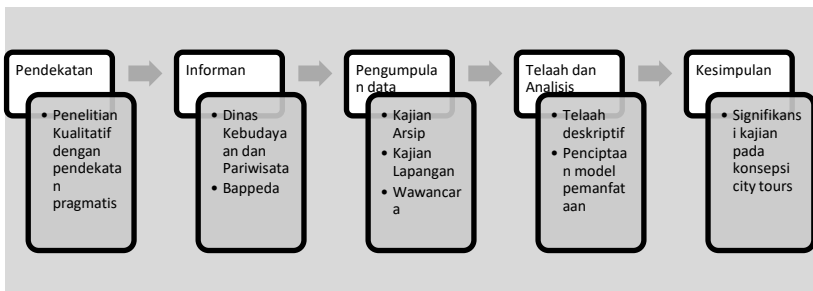 Pendekatan
• Penelitian
Kualitatif
dengan
pendekata
n
pragmatis
Informan
• Dinas
Kebudaya
an dan
Pariwisata
• Bappeda
Pengumpula
n data
• Kajian
Arsip
• Kajian
Lapangan
• Wawancar
a
Telaah dan
Analisis
• Telaah
deskriptif
• Penciptaa
n model
pemanfat
aan
Kesimpulan
• Signifikans
i kajian
pada
konsepsi
city tours